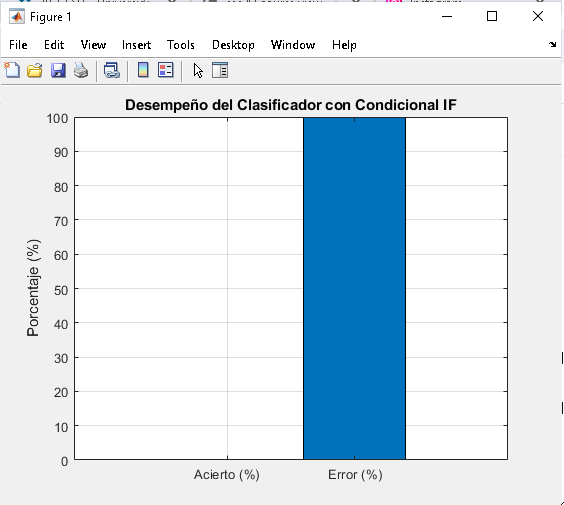 Figure 1
File Edit View Insert Tools Desktop Window Help
Desempeño del Clasificador con Condicional IF
100
90
80
70
60
50
40
30
20
10
0
Porcentaje (%)
Acierto (%) Error (%)